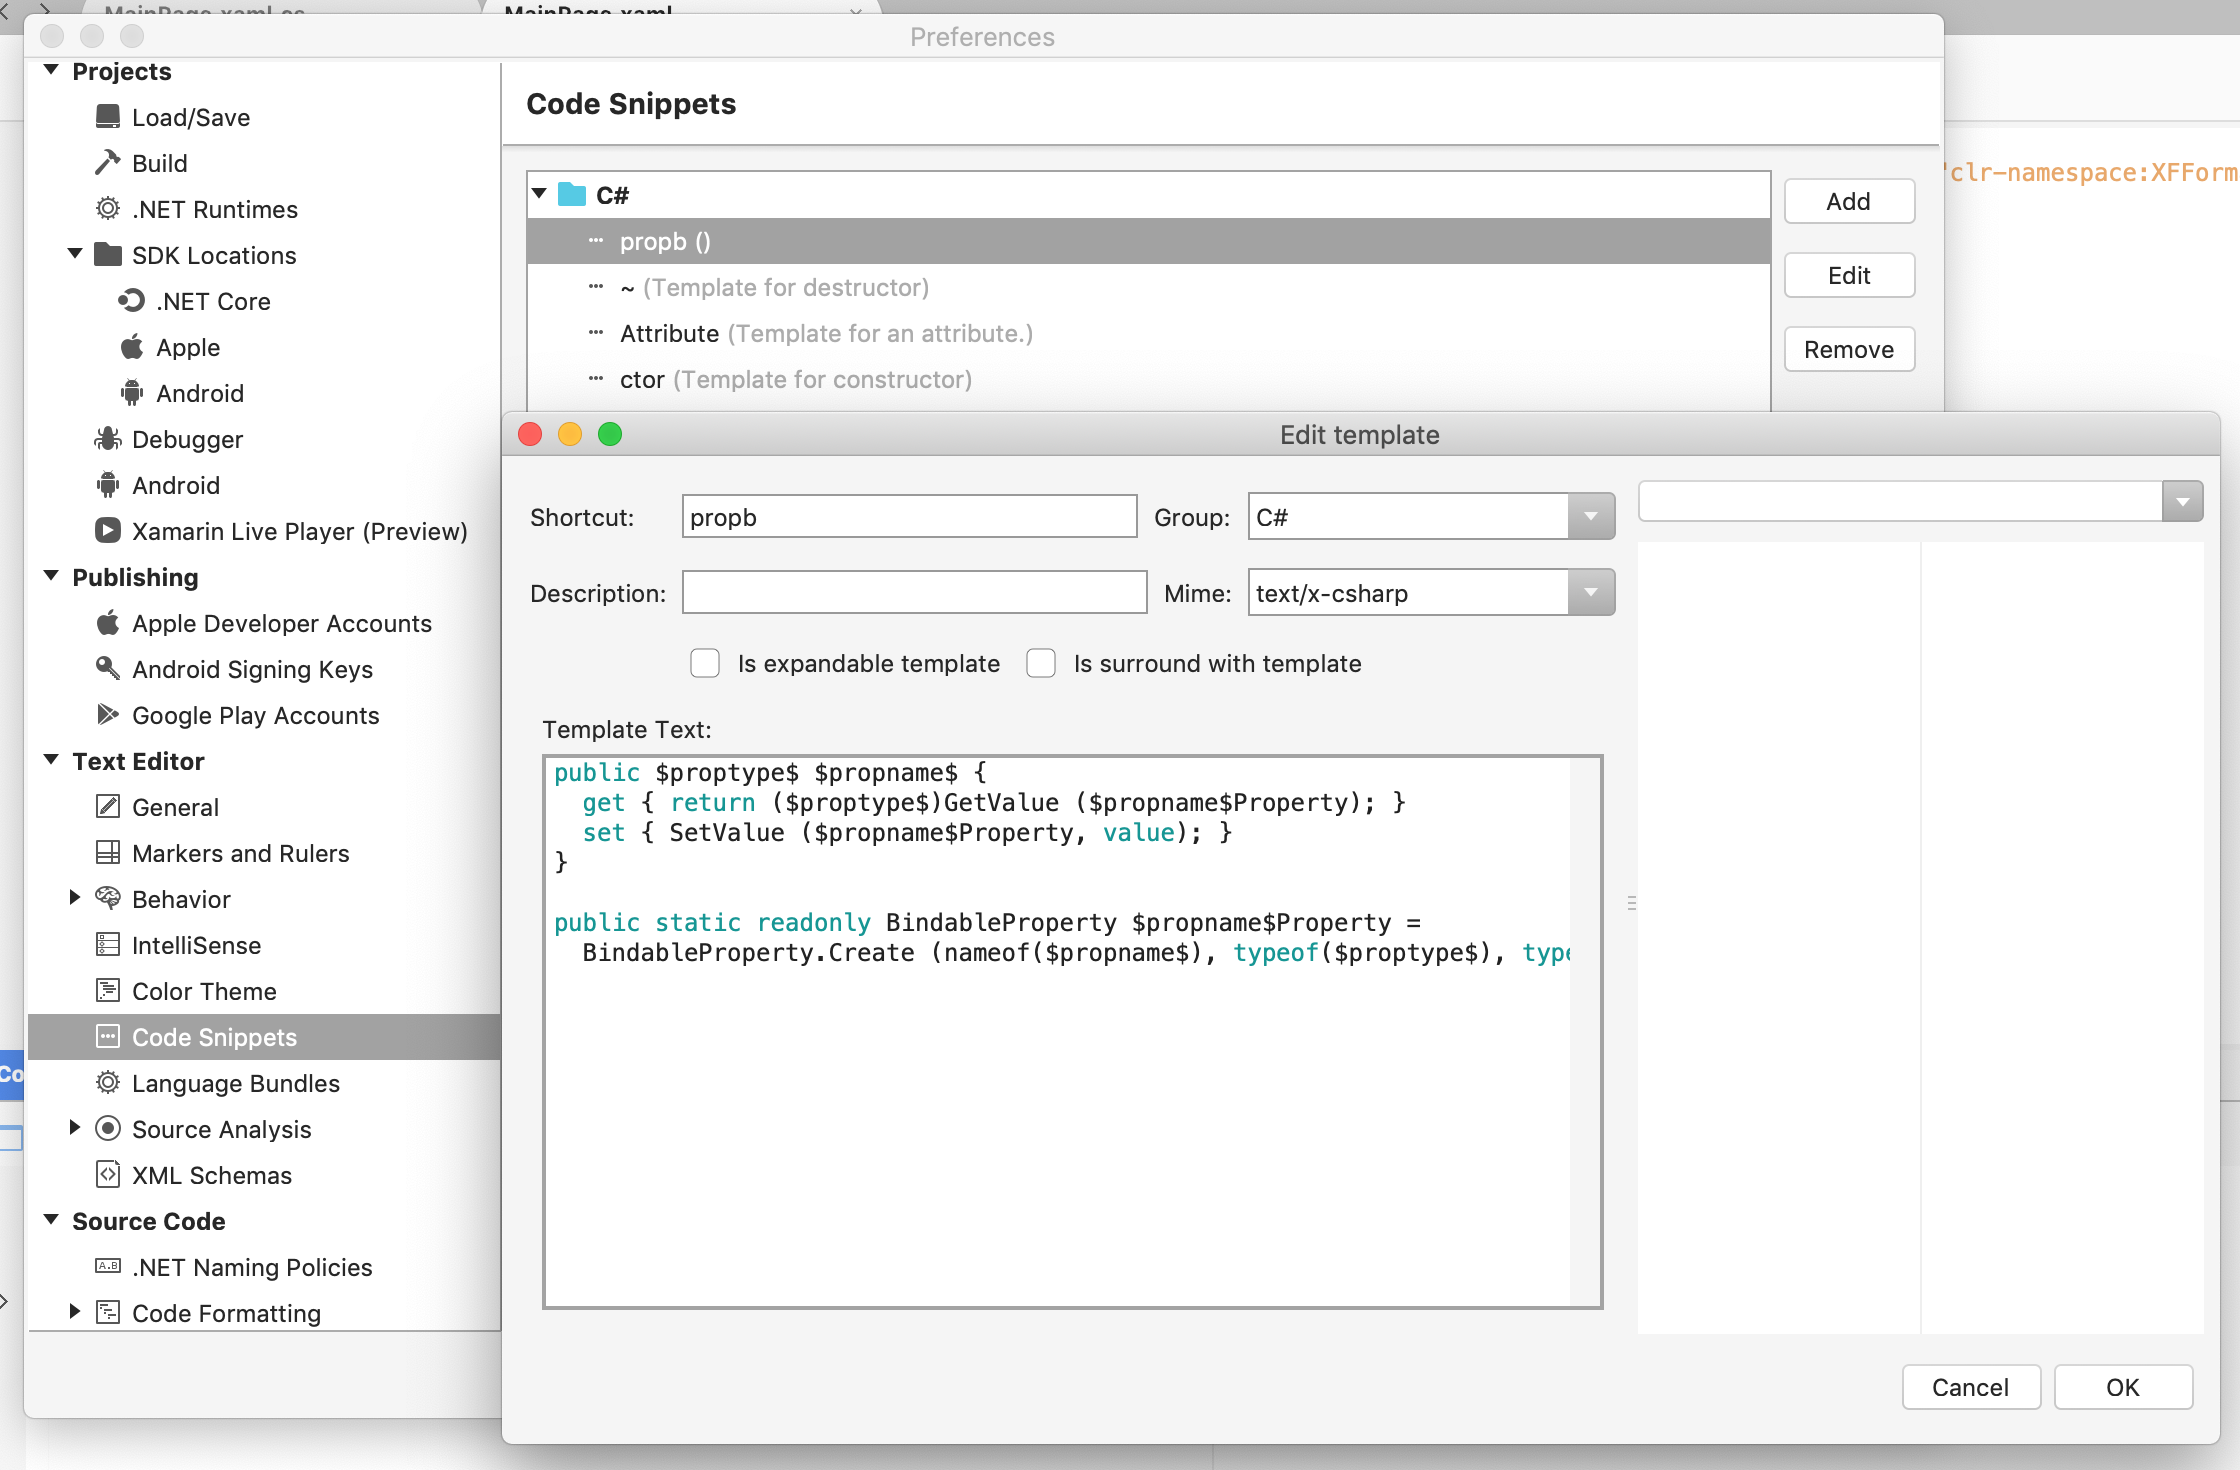 Preferences
Projects
Load/Save
Build
.NET Runtimes
SDK Locations
.NET Core
Apple
Android
Debugger
Android
Xamarin Live Player (Preview)
Publishing
Apple Developer Accounts
Android Signing Keys
Google Play Accounts
Text Editor
General
Markers and Rulers
Behavior
IntelliSense
Color Theme
Code Snippets
Language Bundles
Source Analysis
XML Schemas
Source Code
.NET Naming Policies
Code Formatting
Code Snippets
C#
propb ()
~ (Template for destructor)
Attribute (Template for an attribute.)
ctor (Template for constructor)
Add
Edit
Remove
"clr-namespace:XFForm
Co
Edit template
Shortcut: propb Group: C#
Description: Mime: text/x-csharp
Is expandable template Is surround with template
Template Text:
public $proptype$ $propname$ {
get { return ($proptype$)GetValue ($propname$Property); }
set { SetValue ($propname$Property, value); }
}
public static readonly BindableProperty $propname$Property =
BindableProperty.Create (nameof($propname$), typeof($proptype$), type
Cancel OK